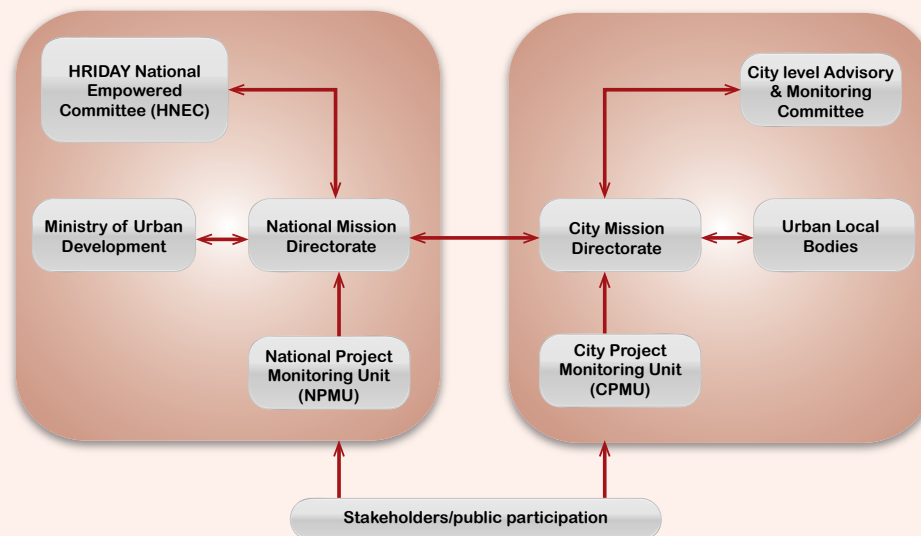 HRIDAY National
Empowered
Committee (HNEC)
City level Advisory
& Monitoring
Committee
Ministry of Urban
Development
National Mission
Directorate
City Mission
Directorate
Urban Local
Bodies
National Project
Monitoring Unit
(NPMU)
City Project
Monitoring Unit
(CPMU)
Stakeholders/public participation